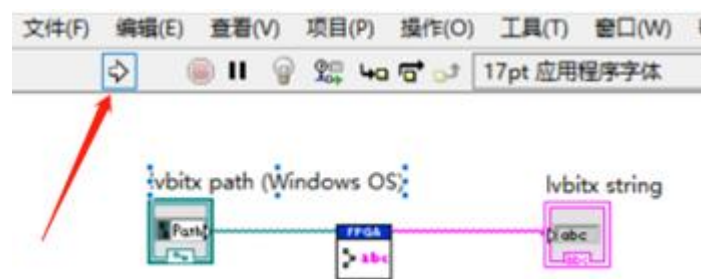 文件(F) 编辑(E) 查看(V) 项目(P) 操作(O) 工具(T) 窗口(W)
17pt 应用程序字体
lvbitx path (Windows OS)
lvbitx string
Path
FPGA
abc
abc
abc